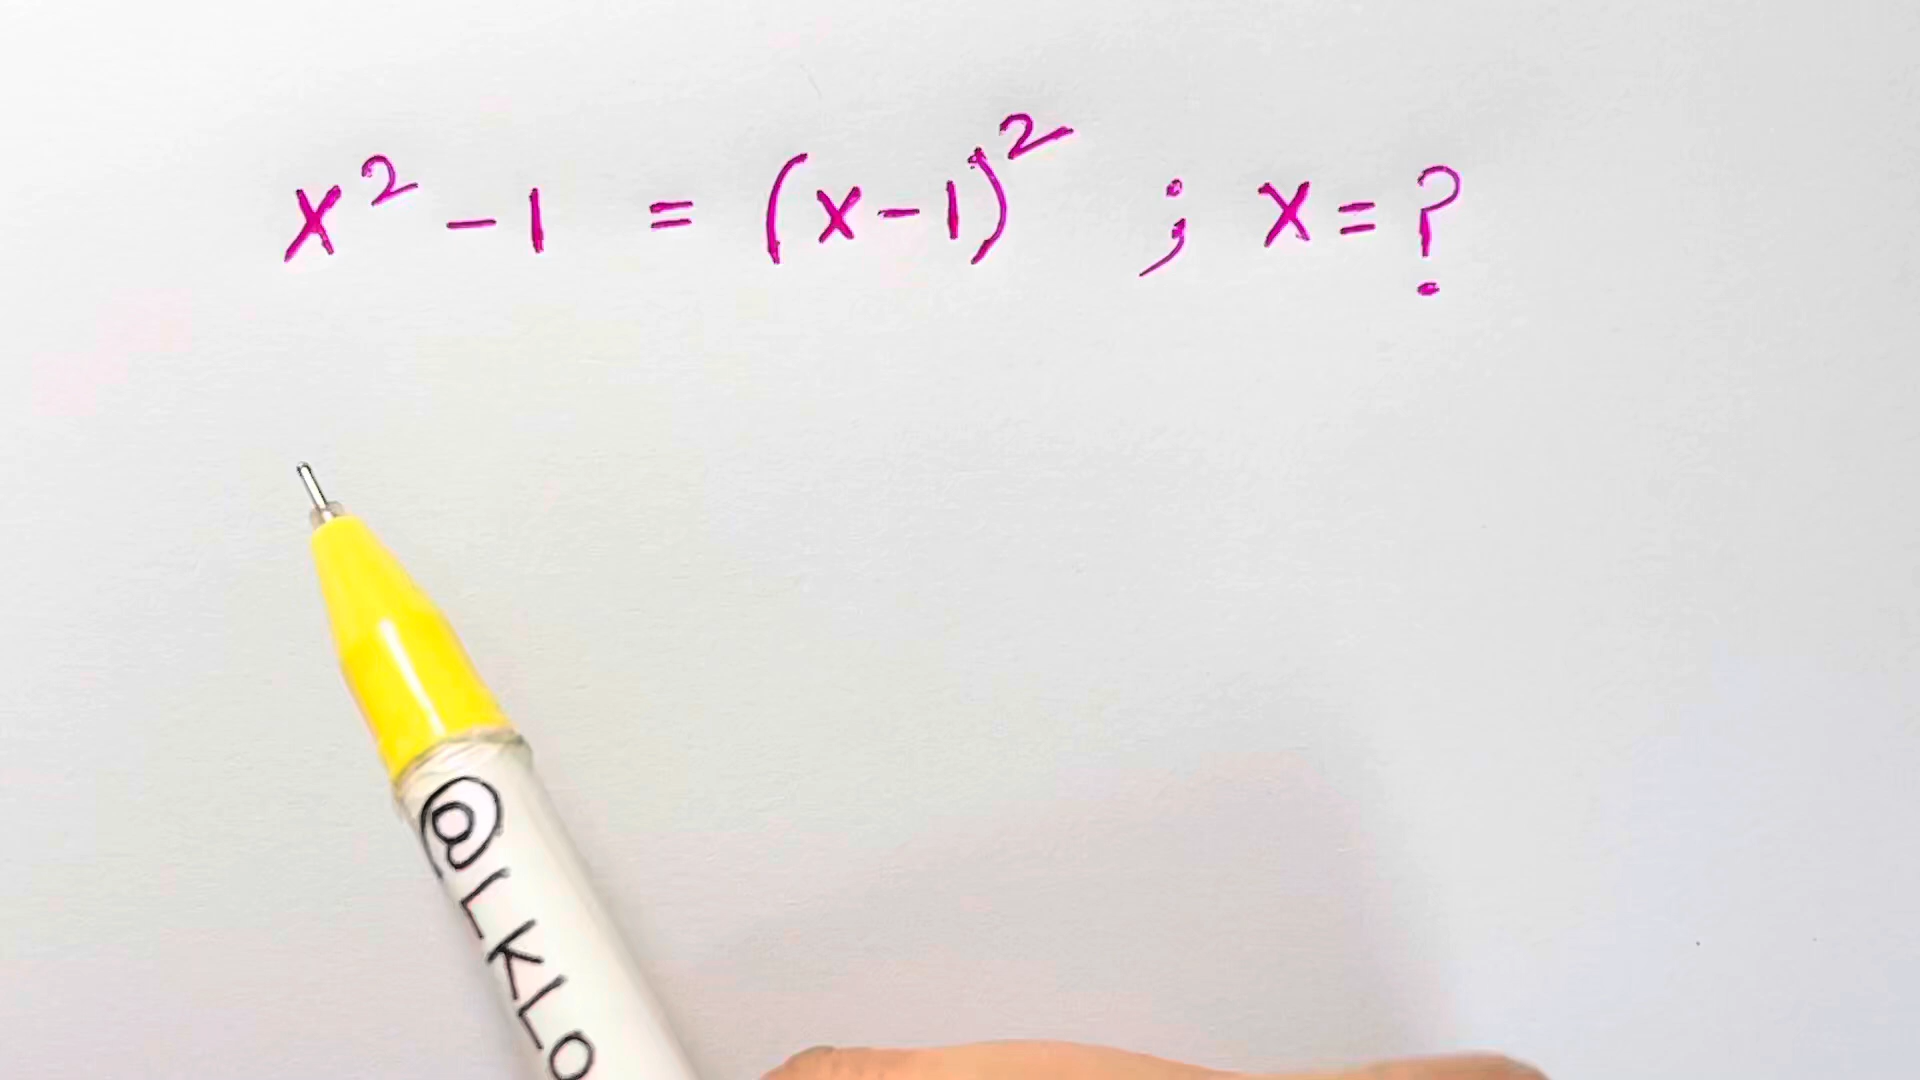 x² - 1 = (x-1)² ; x = ?
@LKLO